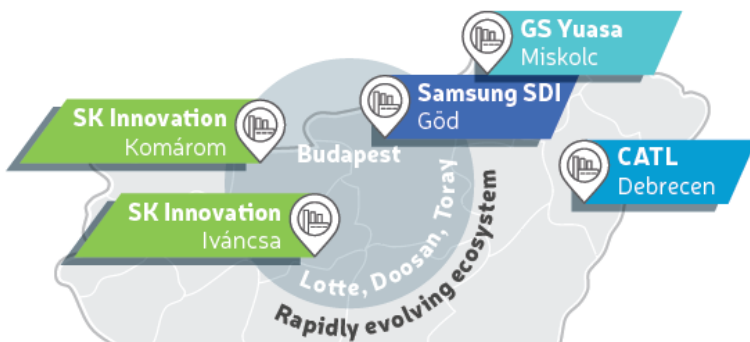 GS Yuasa
Miskolc
Samsung SDI
Göd
SK Innovation
Komárom
Budapest
CATL
Debrecen
SK Innovation
Iváncsa
Lotte, Doosan, Toray
Rapidly evolving ecosystem